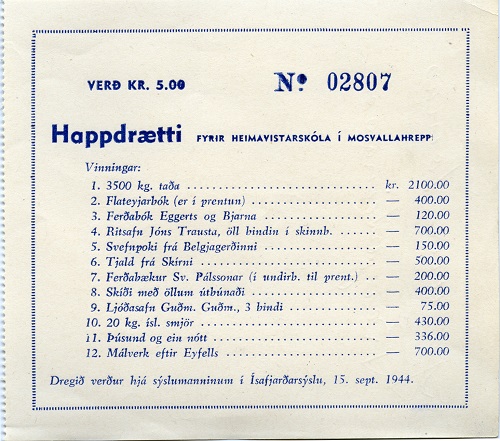 VERÐ KR. 5.00
Nº 02807
Happdrætti FYRIR HEIMAVISTARSKÓLA Í MOSVALLAHREPPI
Vinningar:
1. 3500 kg. taða ........................ kr. 2100.00
2. Flateyjarbók (er í prentun) ........................ — 400.00
3. Ferðabók Eggerts og Bjarna ........................ — 120.00
4. Ritsafn Jóns Trausta, öll bindin í skinnb. ........ — 700.00
5. Svefnpoki frá Belgjagerðinni ........................ — 150.00
6. Tjald frá Skírni ........................ — 500.00
7. Ferðabækur Sv. Pálssonar (í undirb. til prent.) .. — 200.00
8. Skíði með öllum útbúnaði ........................ — 400.00
9. Ljóðasafn Guðm. Guðm., 3 bindi ................ — 75.00
10. 20 kg. ísl. smjör ........................ — 430.00
11. Þúsund og ein nótt ........................ — 336.00
12. Málverk eftir Eyfells ........................ — 700.00
Dregið verður hjá sýslumanninum í Ísafjarðarsýslu, 15. sept. 1944.